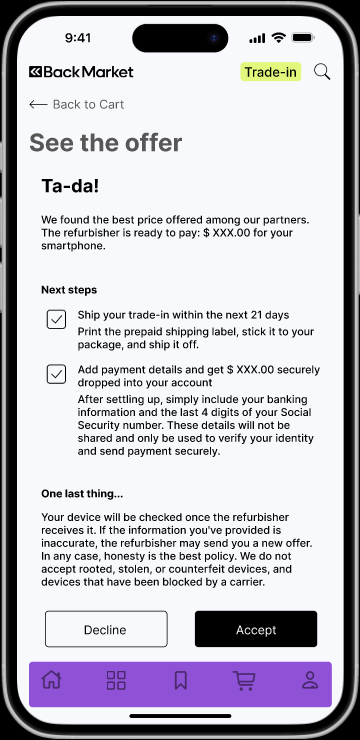 9:41
Back Market
Trade-in
Back to Cart
See the offer
Ta-da!
We found the best price offered among our partners.
The refurbisher is ready to pay: $ XXX.00 for your
smartphone.
Next steps
Ship your trade-in within the next 21 days
Print the prepaid shipping label, stick it to your
package, and ship it off.
Add payment details and get $ XXX.00 securely
dropped into your account
After settling up, simply include your banking
information and the last 4 digits of your Social
Security number. These details will not be
shared and only be used to verify your identity
and send payment securely.
One last thing...
Your device will be checked once the refurbisher
receives it. If the information you've provided is
inaccurate, the refurbisher may send you a new offer.
In any case, honesty is the best policy. We do not
accept rooted, stolen, or counterfeit devices, and
devices that have been blocked by a carrier.
Decline
Accept